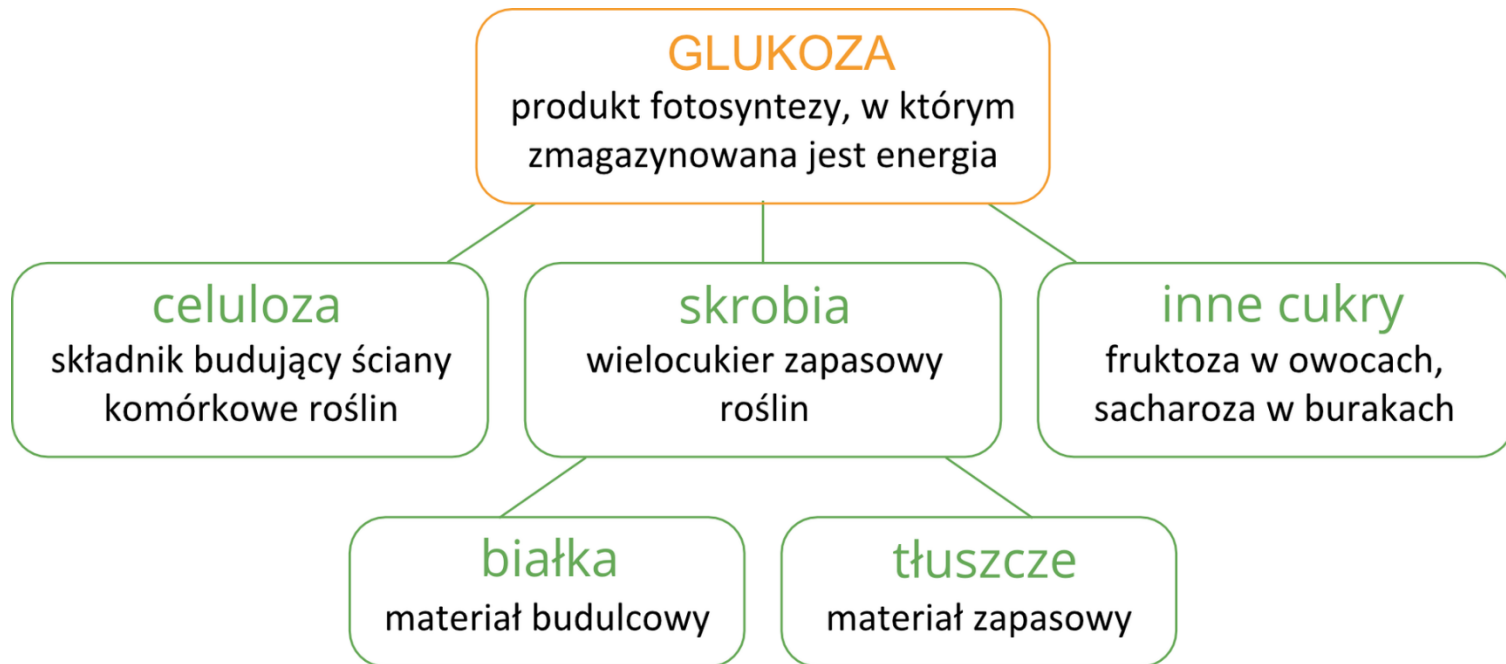 GLUKOZA
produkt fotosyntezy, w którym
zmagazynowana jest energia
celuloza
składnik budujący ściany
komórkowe roślin
skrobia
wielocukier zapasowy
roślin
inne cukry
fruktoza w owocach,
sacharoza w burakach
białka
materiał budulcowy
tłuszcze
materiał zapasowy